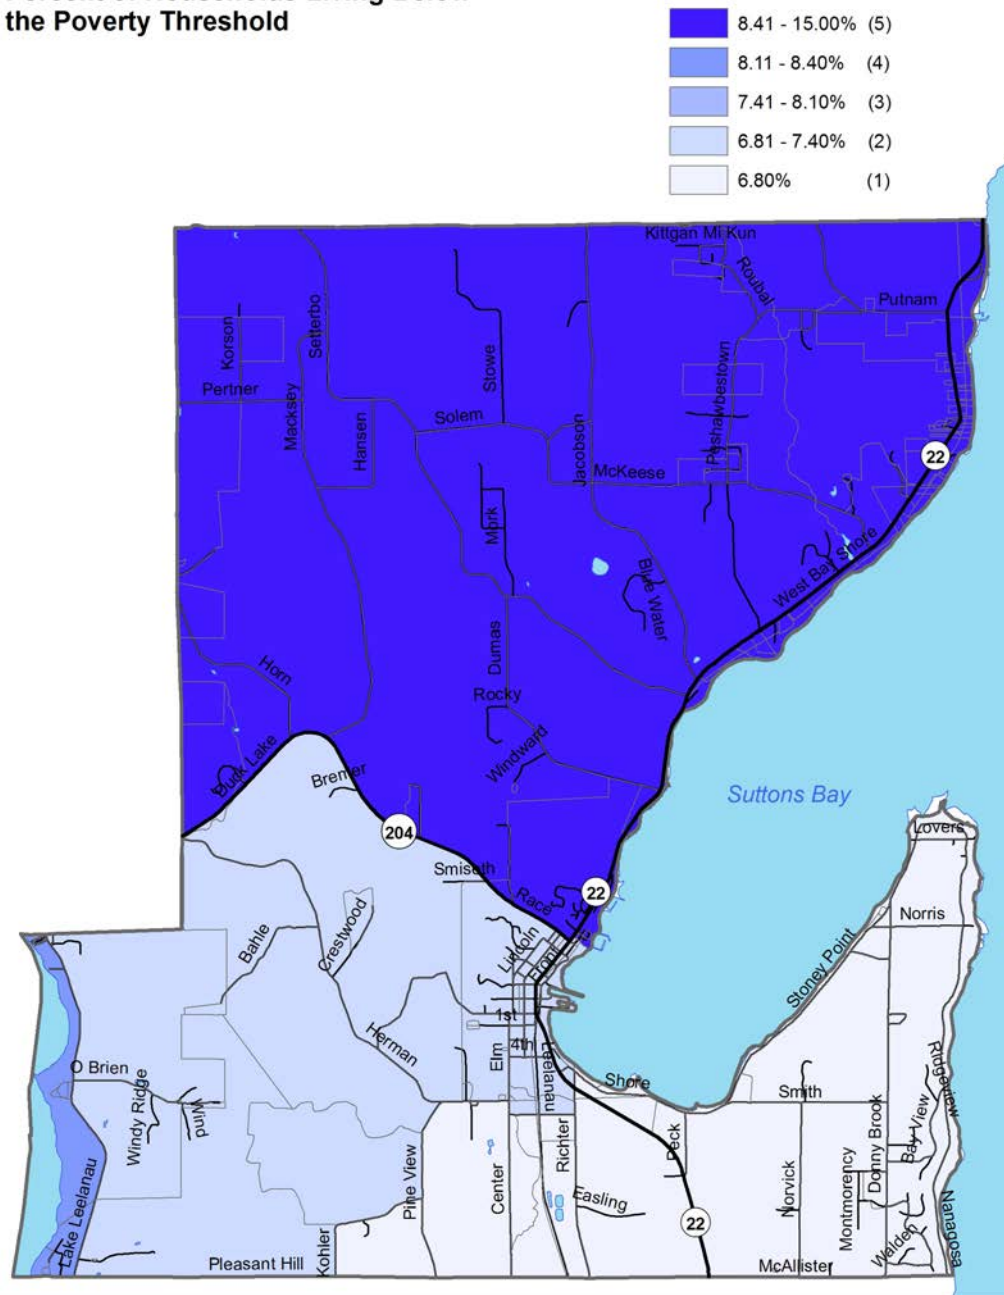 the Poverty Threshold
8.41 - 15.00% (5)
8.11 - 8.40% (4)
7.41 - 8.10% (3)
6.81 - 7.40% (2)
6.80% (1)
Kittgan Mi Kun
Roubal
Putnam
Setterbo
Korson
Stowe
Peshawbestown
Pertner
Macksey
Hansen
Solem
Jacobson
McKeese
22
Mork
West Bay Shore
Blue Water
Dumas
Horn
Rocky
Windward
Duck Lake
Bremer
Suttons Bay
204
Lovers
Smiseth
Race
22
Norris
Bahle
Crestwood
Lincoln
Front
Stoney Point
1st
Herman
Elm
4th
Leelanau
O Brien
Shore
Smith
Ridgeview
Windy Ridge
Wind
Richter
Deck
Donny Brook
Bay View
Pine View
Center
Easling
Norvick
Montmorency
Lake Leelanau
22
Walden
Nanagosa
Kohler
Pleasant Hill
McAllister